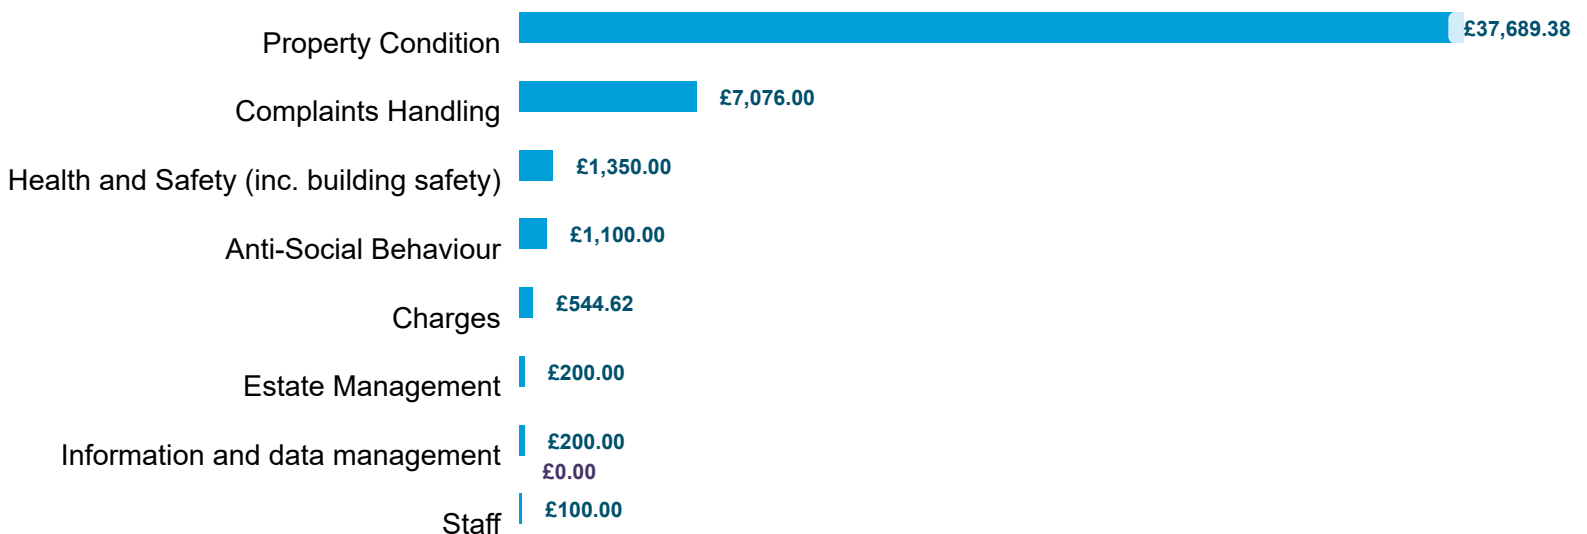 Property Condition £37,689.38
Complaints Handling £7,076.00
Health and Safety (inc. building safety) £1,350.00
Anti-Social Behaviour £1,100.00
Charges £544.62
Estate Management £200.00
Information and data management £200.00
£0.00
Staff £100.00